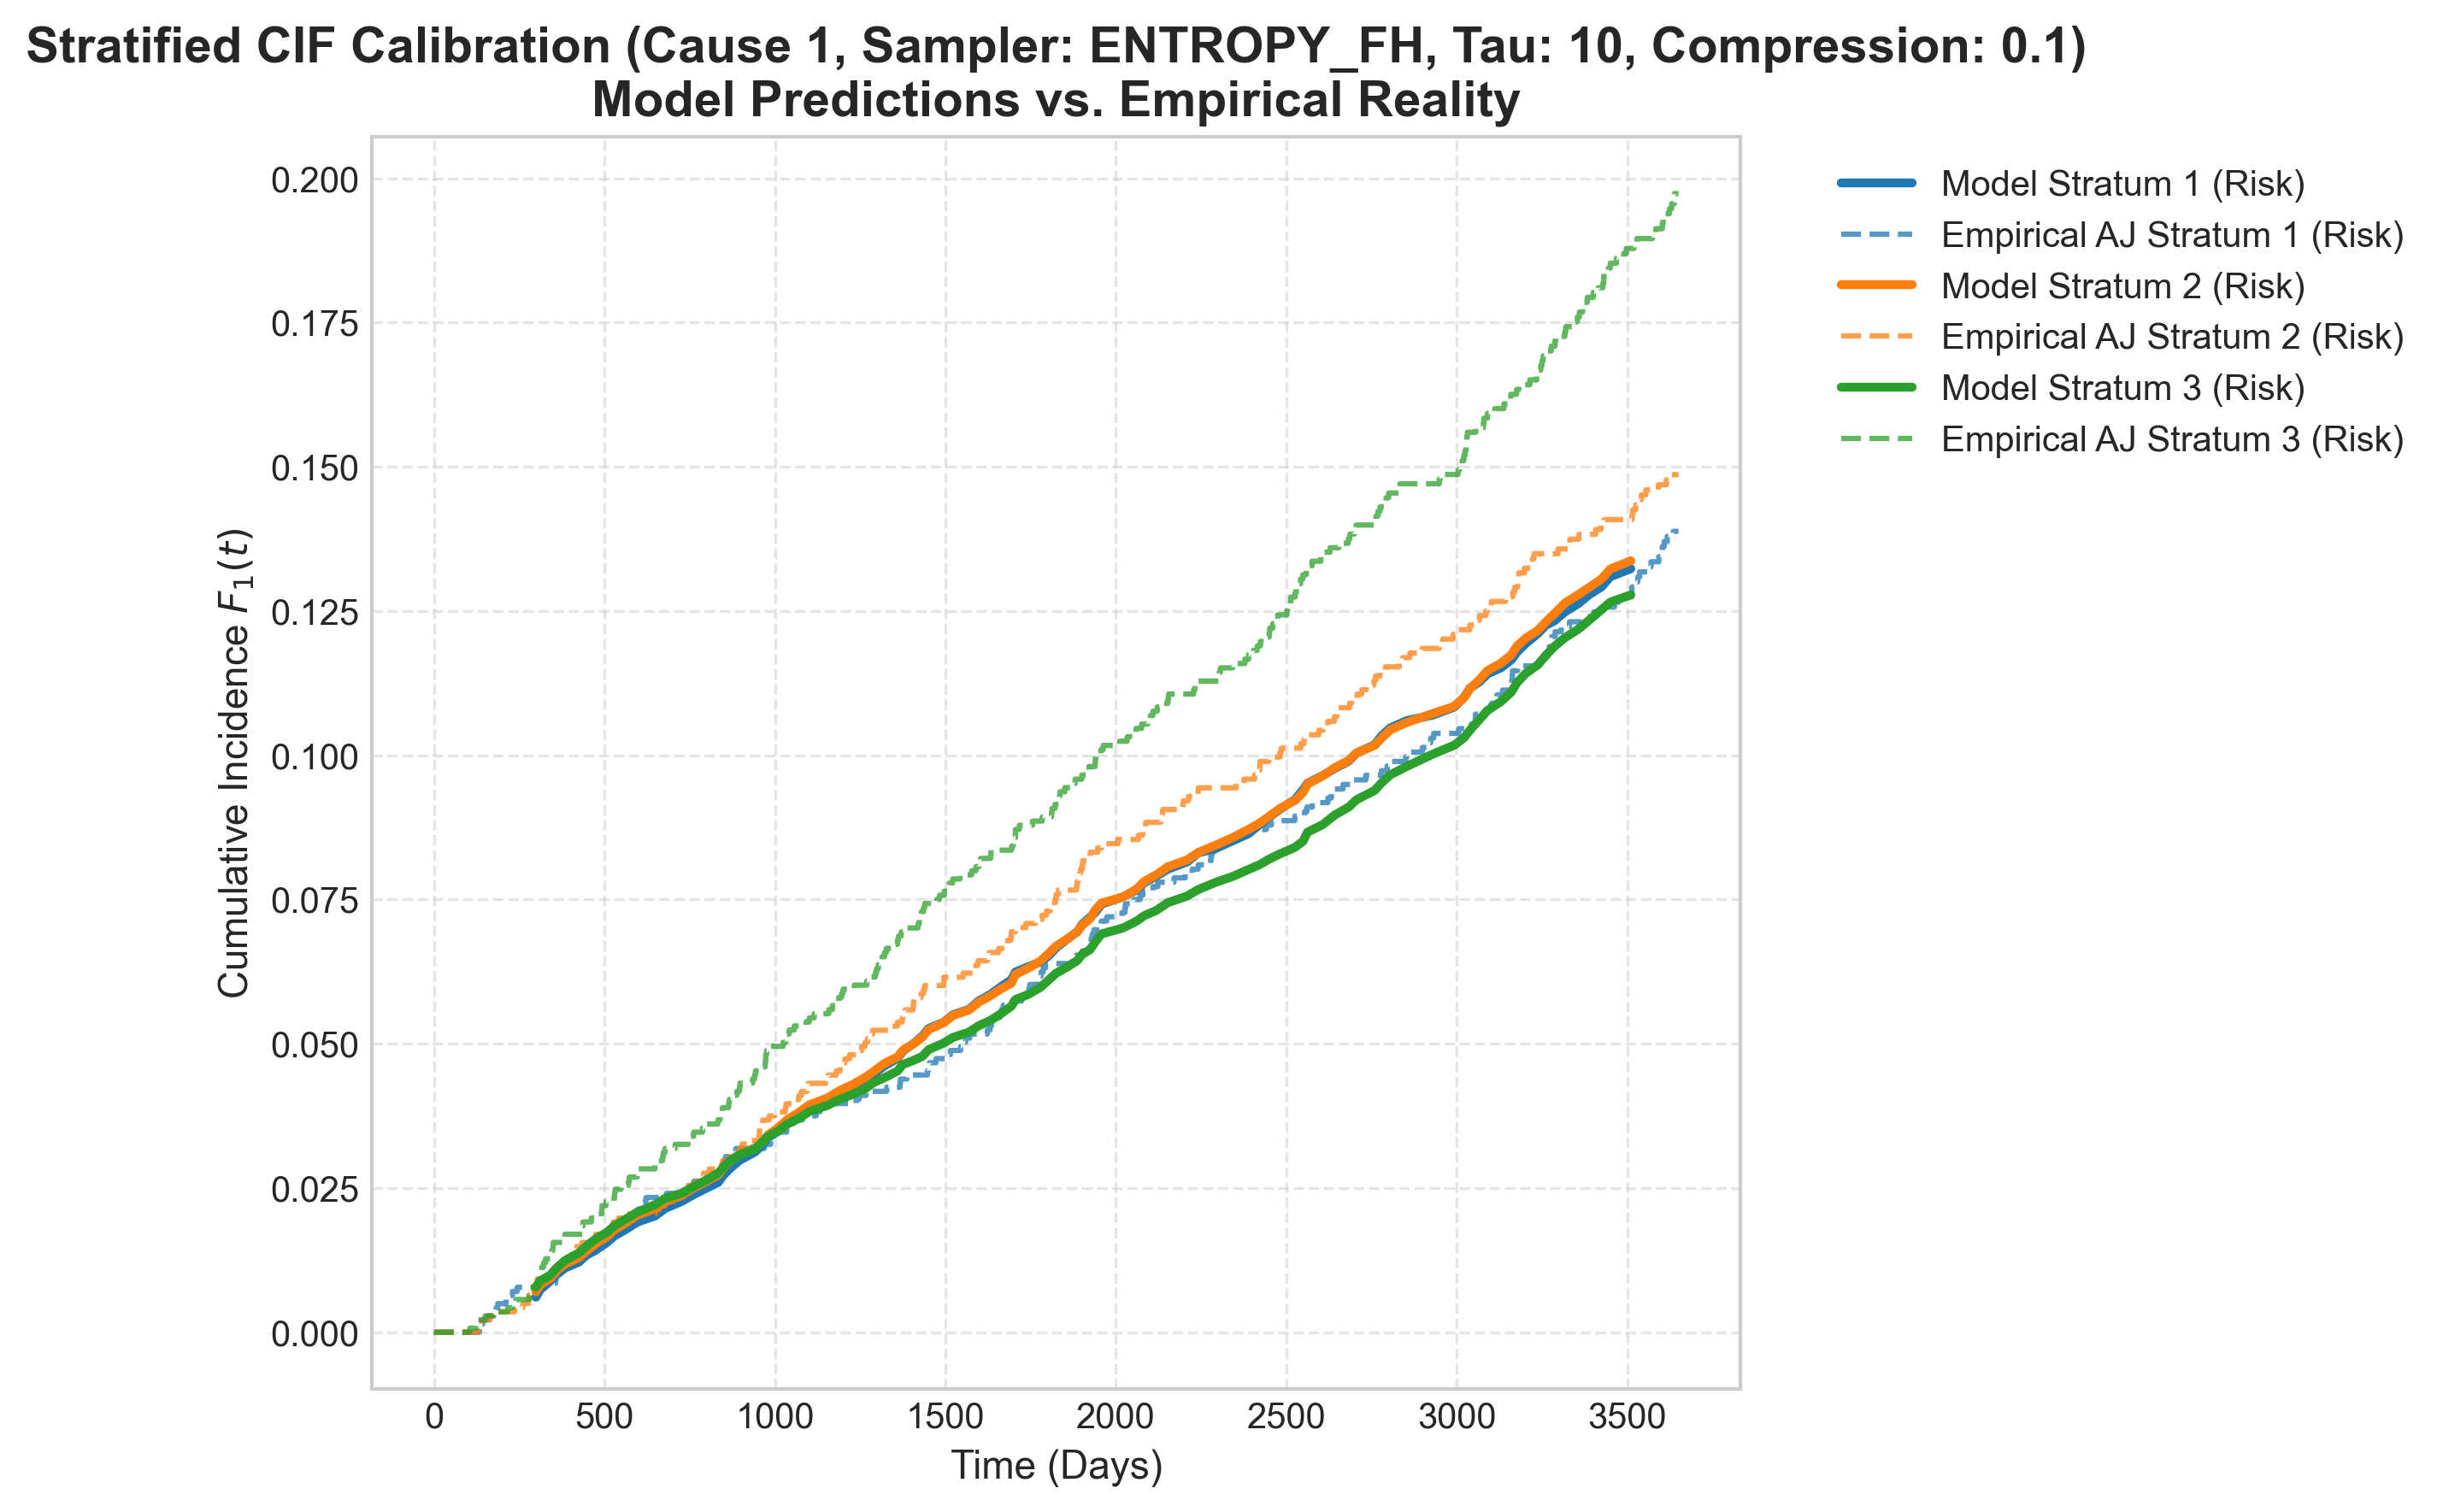 Stratified CIF Calibration (Cause 1, Sampler: ENTROPY_FH, Tau: 10, Compression: 0.1)
Model Predictions vs. Empirical Reality
Cumulative Incidence F₁(t)
0.200
0.175
0.150
0.125
0.100
0.075
0.050
0.025
0.000
0 500 1000 1500 2000 2500 3000 3500
Time (Days)
Model Stratum 1 (Risk)
Empirical AJ Stratum 1 (Risk)
Model Stratum 2 (Risk)
Empirical AJ Stratum 2 (Risk)
Model Stratum 3 (Risk)
Empirical AJ Stratum 3 (Risk)